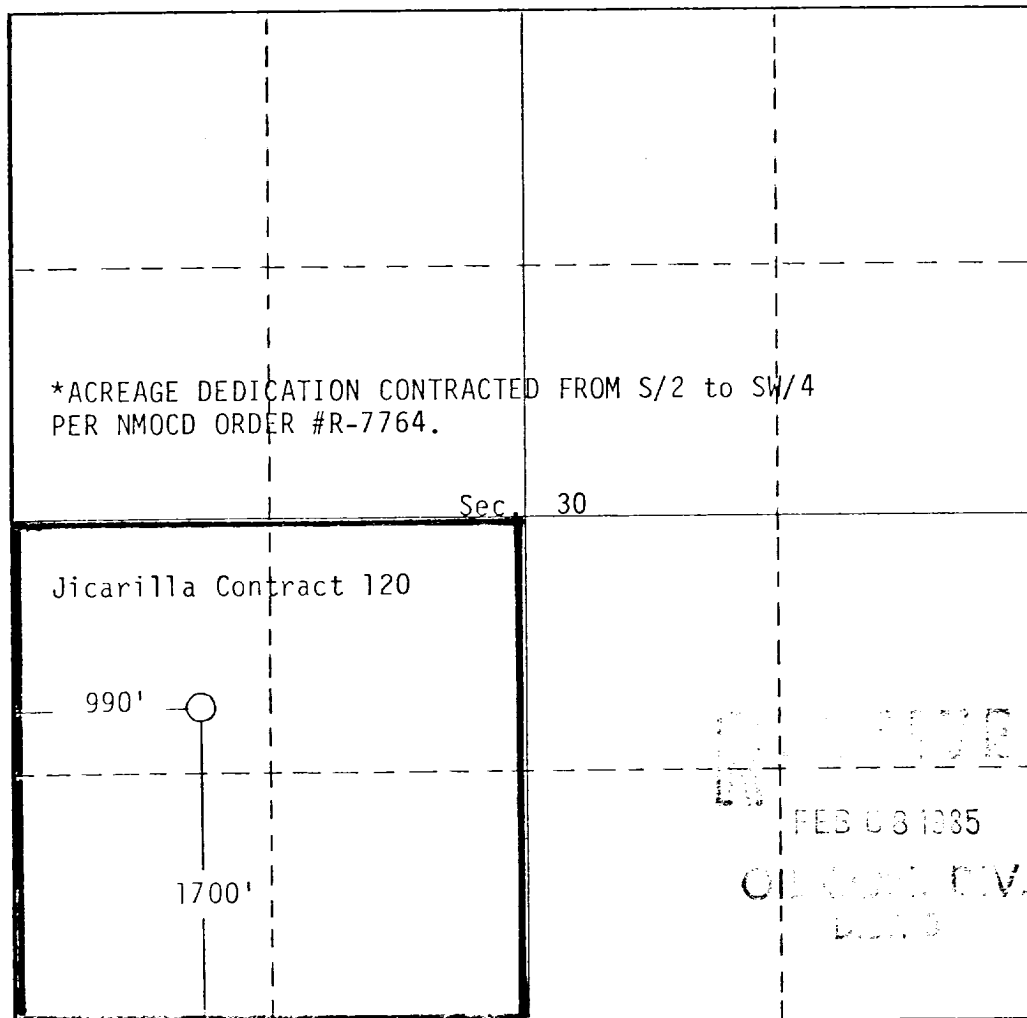 *ACREAGE DEDICATION CONTRACTED FROM S/2 to SW/4
PER NMOCD ORDER #R-7764.
Sec. 30
Jicarilla Contract 120
990'
1700'
FEB 08 1985
DIV.